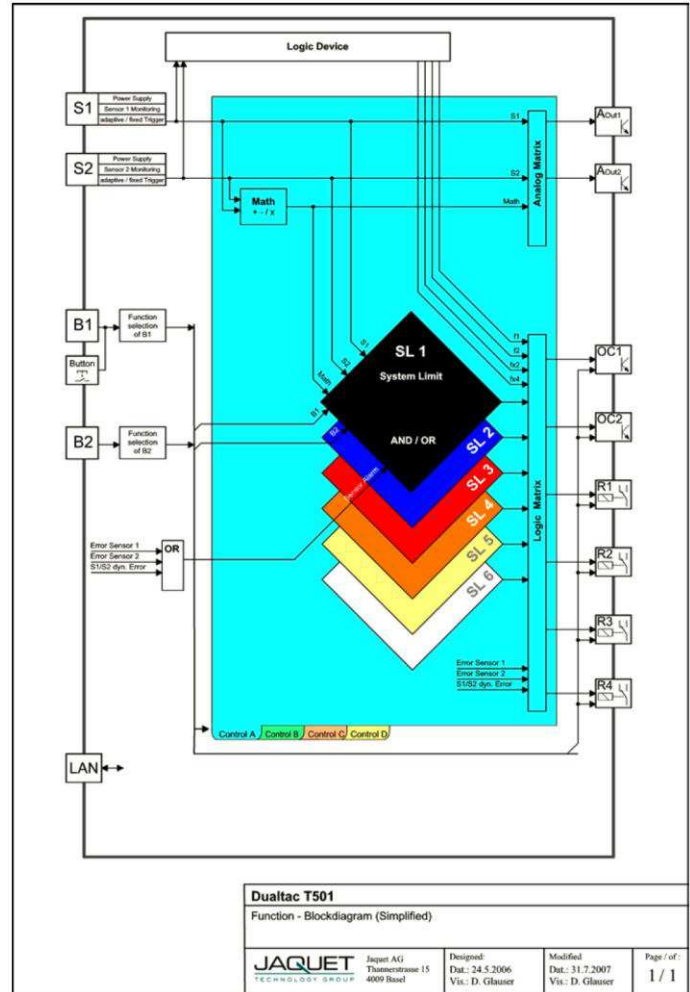 Logic Device
S1
Power Supply
Sensor 1 Monitoring
adaptive / fixed Trigger
S2
Power Supply
Sensor 2 Monitoring
adaptive / fixed Trigger
S1
S2
Math
Analog Matrix
AOut1
AOut2
Math
+ - / x
B1
Function
selection
of B1
Button
B2
Function
selection
of B2
f1
f2
fx2
fx4
S1
S2
Math
B1
B2
Sensor Alarm
SL 1
System Limit
AND / OR
SL 2
SL 3
SL 4
SL 5
SL 6
Logic Matrix
OC1
OC2
R1
R2
R3
R4
Error Sensor 1
Error Sensor 2
S1/S2 dyn. Error
OR
Error Sensor 1
Error Sensor 2
S1/S2 dyn. Error
Control A
Control B
Control C
Control D
LAN
Dualtac T501
Function - Blockdiagram (Simplified)
JAQUET
TECHNOLOGY GROUP
Jaquet AG
Thannerstrasse 15
4009 Basel
Designed:
Dat.: 24.5.2006
Vis.: D. Glauser
Modified
Dat.: 31.7.2007
Vis.: D. Glauser
Page / of :
1 / 1